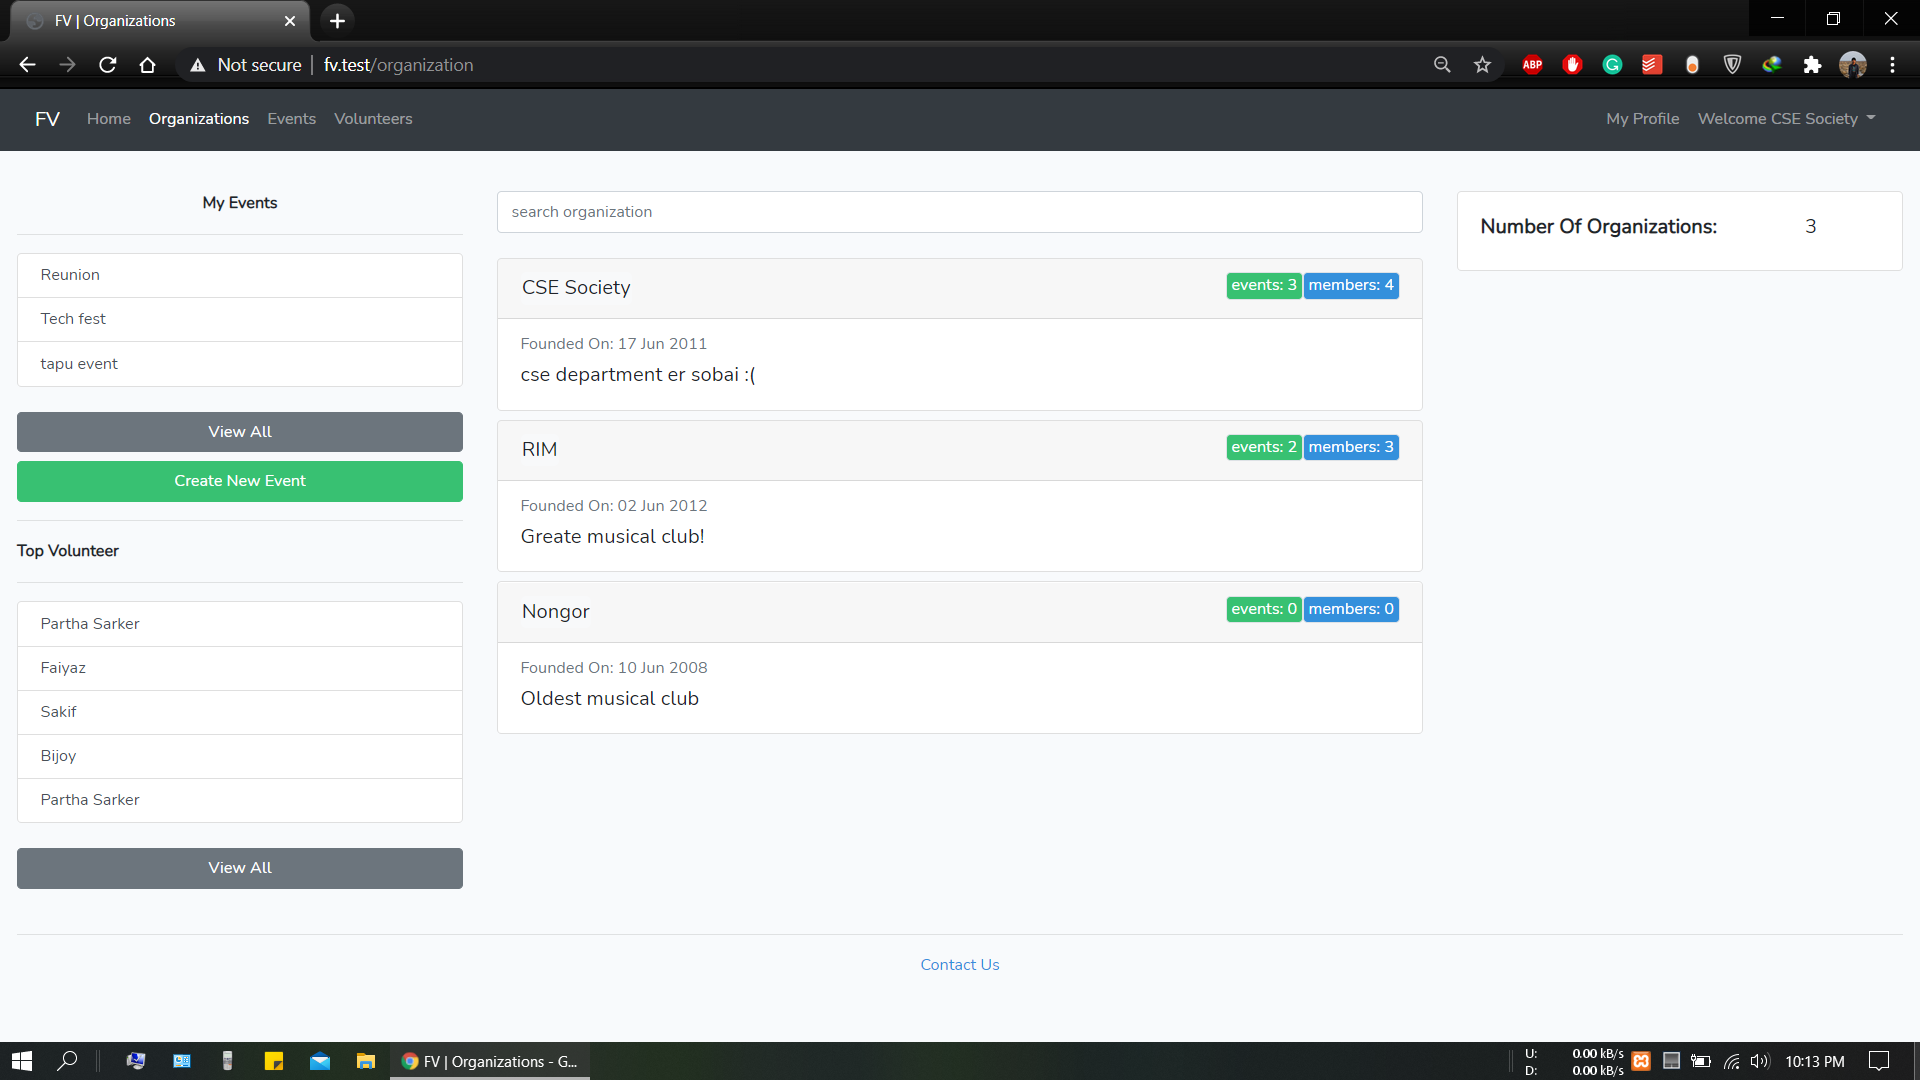 FV | Organizations
Not secure | fv.test/organization
ABP
FV Home Organizations Events Volunteers My Profile Welcome CSE Society
My Events
Reunion
Tech fest
tapu event
View All
Create New Event
Top Volunteer
Partha Sarker
Faiyaz
Sakif
Bijoy
Partha Sarker
View All
search organization
CSE Society events: 3 members: 4
Founded On: 17 Jun 2011
cse department er sobai :(
RIM events: 2 members: 3
Founded On: 02 Jun 2012
Greate musical club!
Nongor events: 0 members: 0
Founded On: 10 Jun 2008
Oldest musical club
Number Of Organizations: 3
Contact Us
FV | Organizations - G...
U: 0.00 kB/s
D: 0.00 kB/s
10:13 PM